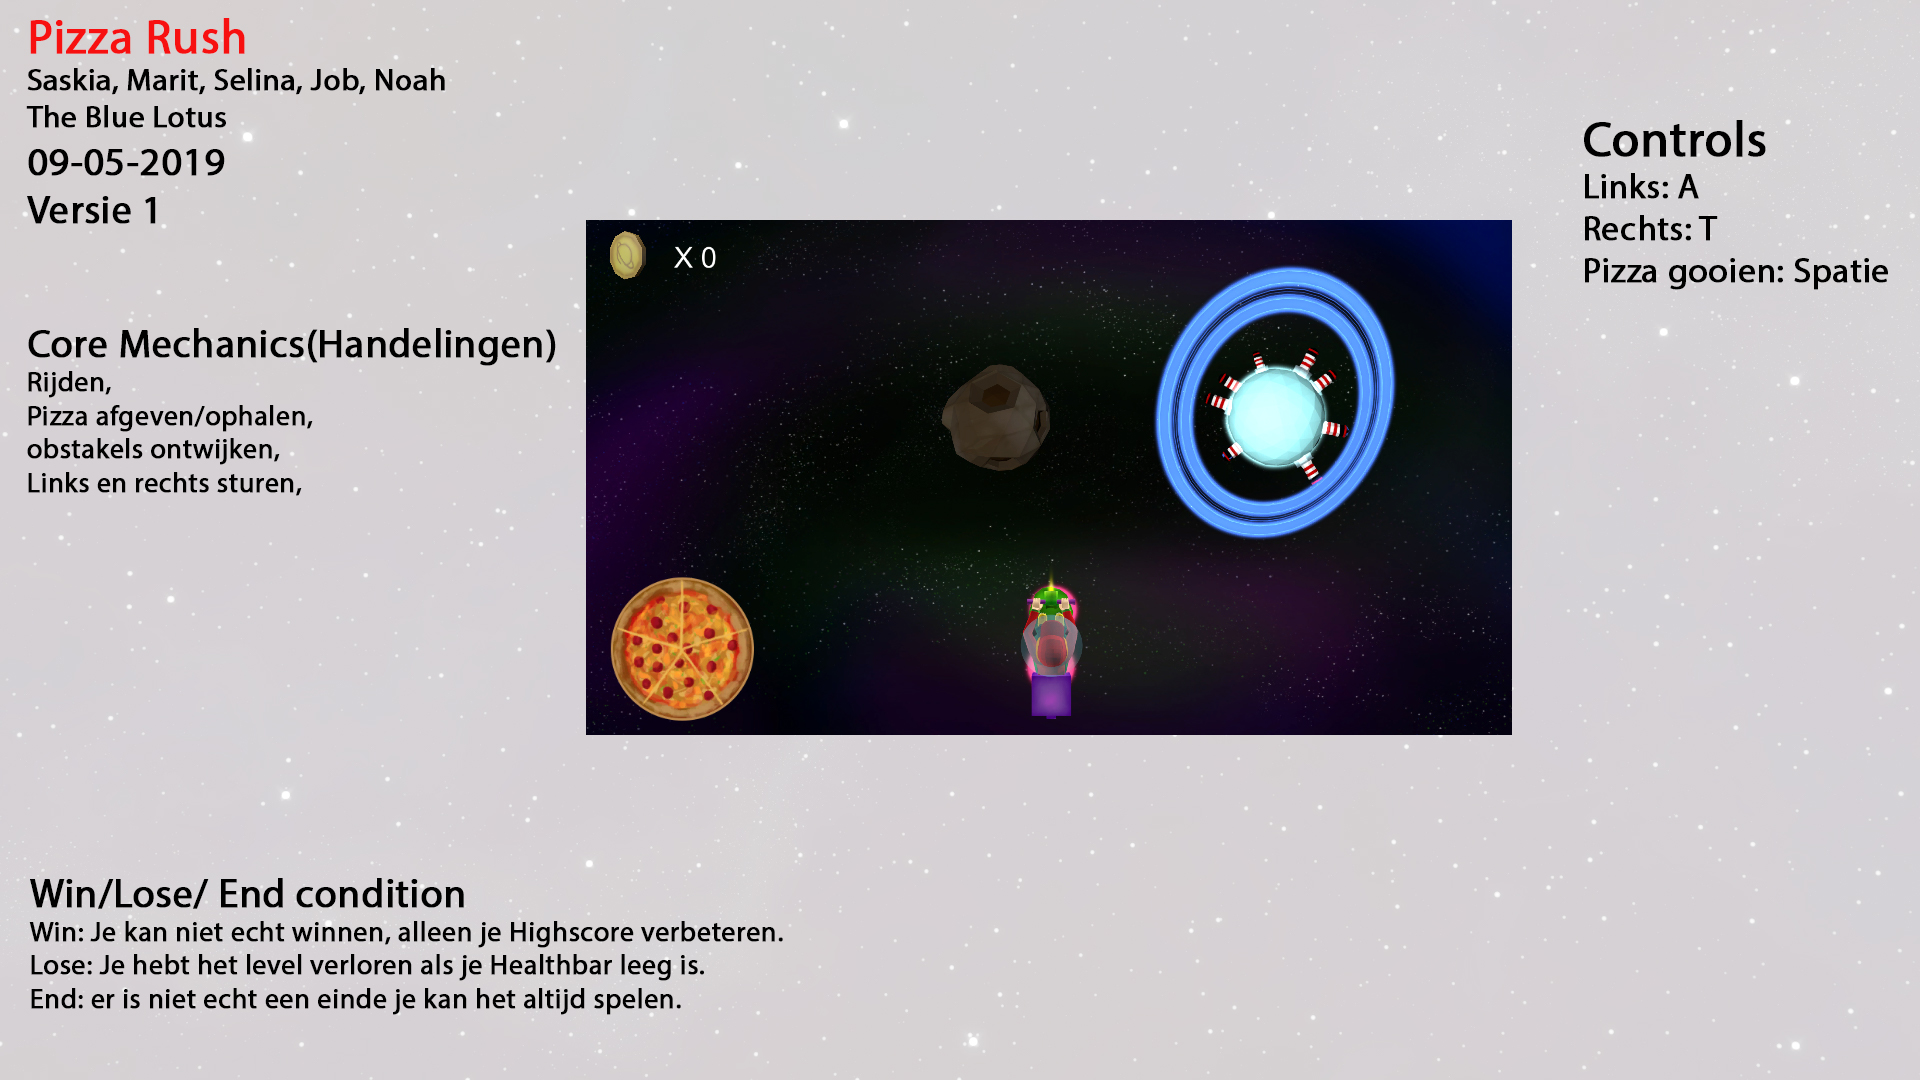 Pizza Rush
Saskia, Marit, Selina, Job, Noah
The Blue Lotus
09-05-2019
Versie 1
Core Mechanics(Handelingen)
Rijden,
Pizza afgeven/ophalen,
obstakels ontwijken,
Links en rechts sturen,
X 0
Controls
Links: A
Rechts: T
Pizza gooien: Spatie
Win/Lose/ End condition
Win: Je kan niet echt winnen, alleen je Highscore verbeteren.
Lose: Je hebt het level verloren als je Healthbar leeg is.
End: er is niet echt een einde je kan het altijd spelen.